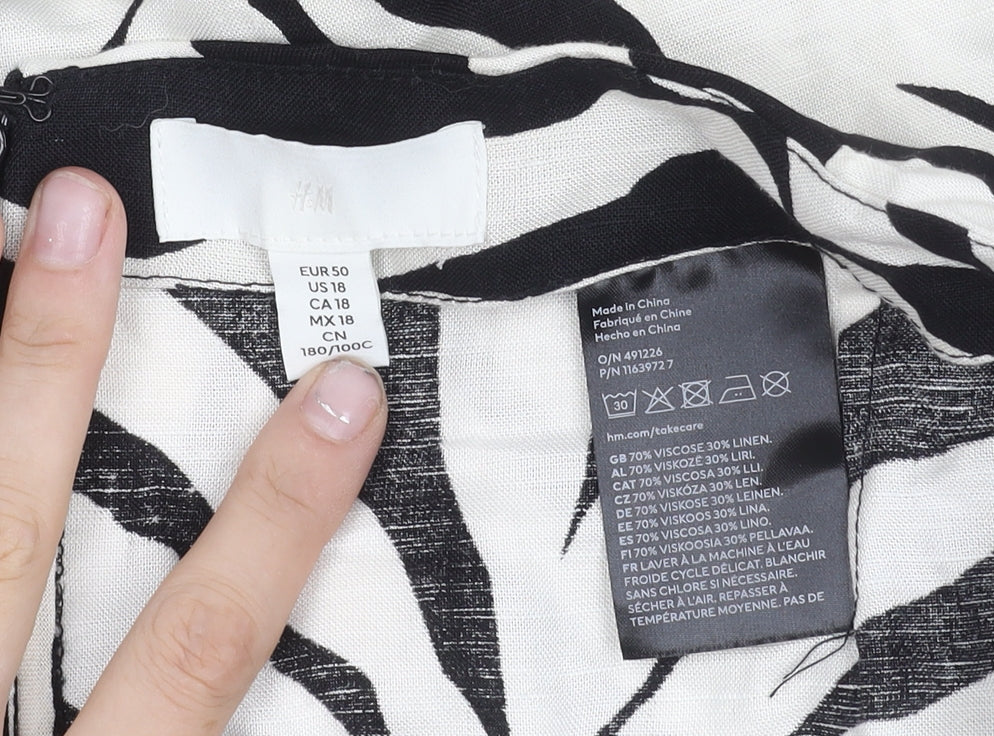 H&M
EUR 50
US 18
CA 18
MX 18
CN
180/100C
Made in China
Fabriqué en Chine
Hecho en China
O/N 491226
P/N 1163972 7
30
hm.com/takecare
GB 70% VISCOSE 30% LINEN.
AL 70% VISKOZË 30% LIRI.
CAT 70% VISCOSA 30% LLI.
CZ 70% VISKÓZA 30% LEN.
DE 70% VISKOSE 30% LEINEN.
EE 70% VISKOOS 30% LINA.
ES 70% VISCOSA 30% LINO.
FI 70% VISKOOSIA 30% PELLAVAA.
FR LAVER À LA MACHINE À L'EAU
FROIDE CYCLE DÉLICAT. BLANCHIR
SANS CHLORE SI NÉCESSAIRE.
SÉCHER À L'AIR. REPASSER À
TEMPÉRATURE MOYENNE. PAS DE